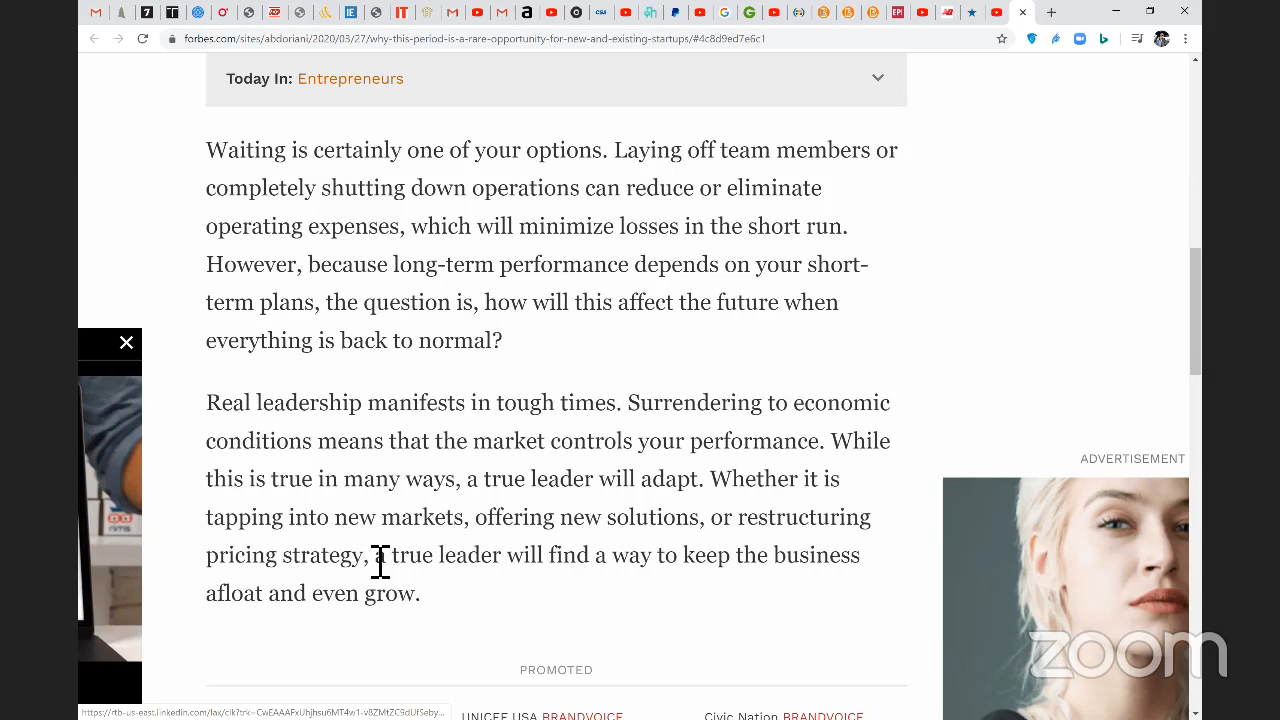 forbes.com/sites/abdoriani/2020/03/27/why-this-period-is-a-rare-opportunity-for-new-and-existing-startups/#4c8d9ed7e6c1
Today In: Entrepreneurs
Waiting is certainly one of your options. Laying off team members or
completely shutting down operations can reduce or eliminate
operating expenses, which will minimize losses in the short run.
However, because long-term performance depends on your short-
term plans, the question is, how will this affect the future when
everything is back to normal?
Real leadership manifests in tough times. Surrendering to economic
conditions means that the market controls your performance. While
this is true in many ways, a true leader will adapt. Whether it is
tapping into new markets, offering new solutions, or restructuring
pricing strategy, a true leader will find a way to keep the business
afloat and even grow.
ADVERTISEMENT
zoom
PROMOTED
UNICEF USA BRANDVOICE
Civic Nation BRANDVOICE